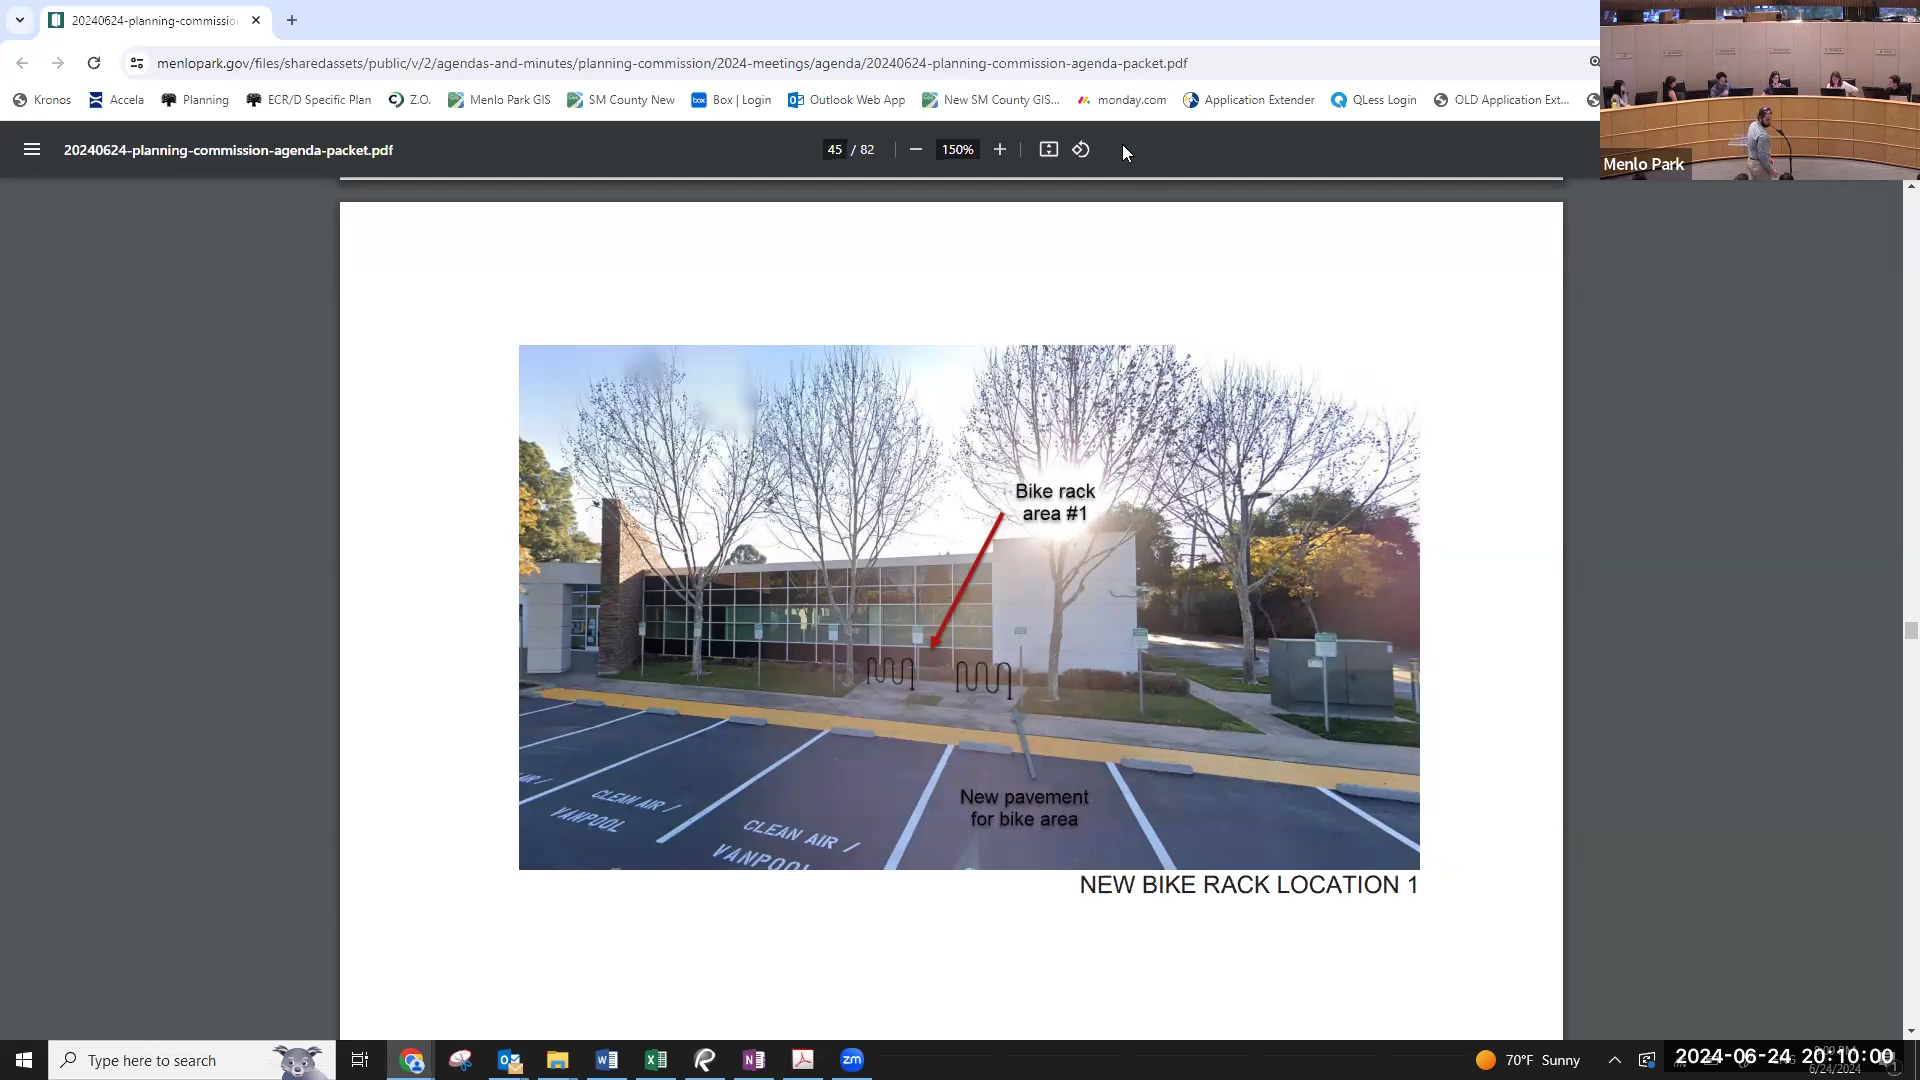 20240624-planning-commissio
menlopark.gov/files/sharedassets/public/v/2/agendas-and-minutes/planning-commission/2024-meetings/agenda/20240624-planning-commission-agenda-packet.pdf
Kronos Accela Planning ECR/D Specific Plan Z.O. Menlo Park GIS SM County New Box | Login Outlook Web App New SM County GIS... monday.com Application Extender QLess Login OLD Application Ext...
20240624-planning-commission-agenda-packet.pdf 45 / 82 150%
Menlo Park
Bike rack
area #1
New pavement
for bike area
CLEAN AIR /
VANPOOL
CLEAN AIR /
VANPOOL
NEW BIKE RACK LOCATION 1
Type here to search
70°F Sunny
2024-06-24 20:10:00
6/24/2024